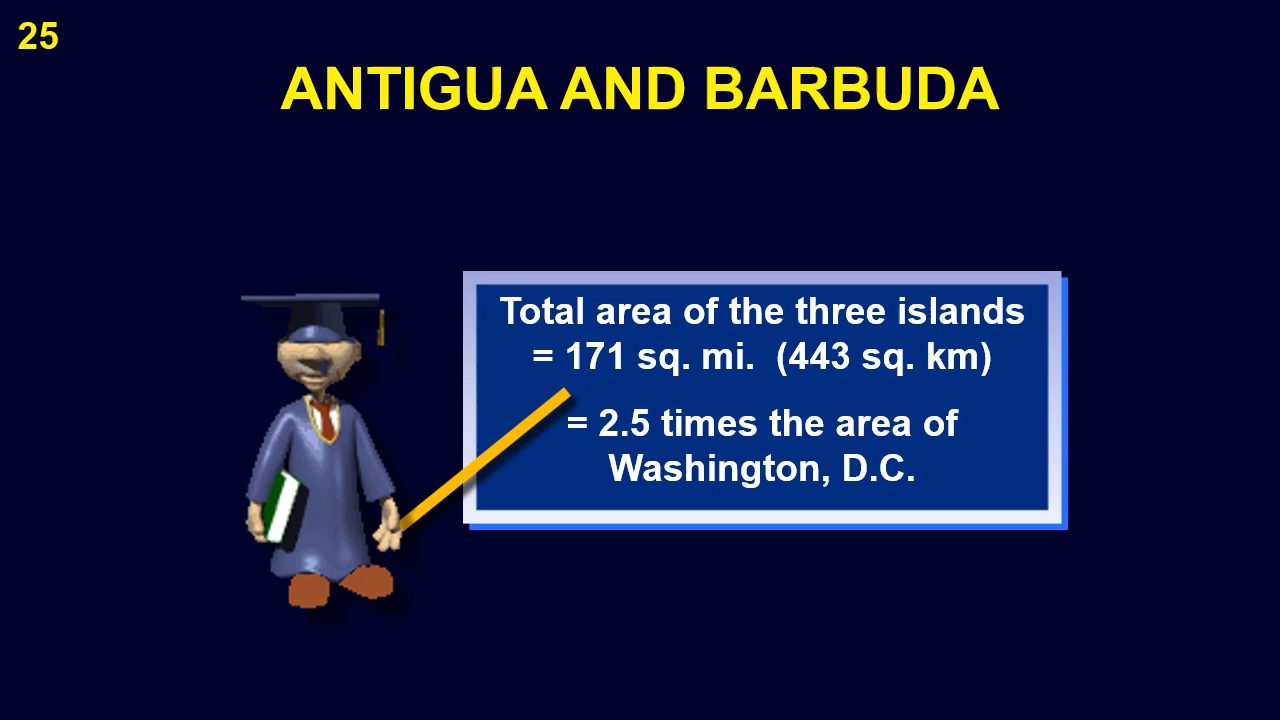 25
ANTIGUA AND BARBUDA
Total area of the three islands
= 171 sq. mi.  (443 sq. km)
= 2.5 times the area of
Washington, D.C.